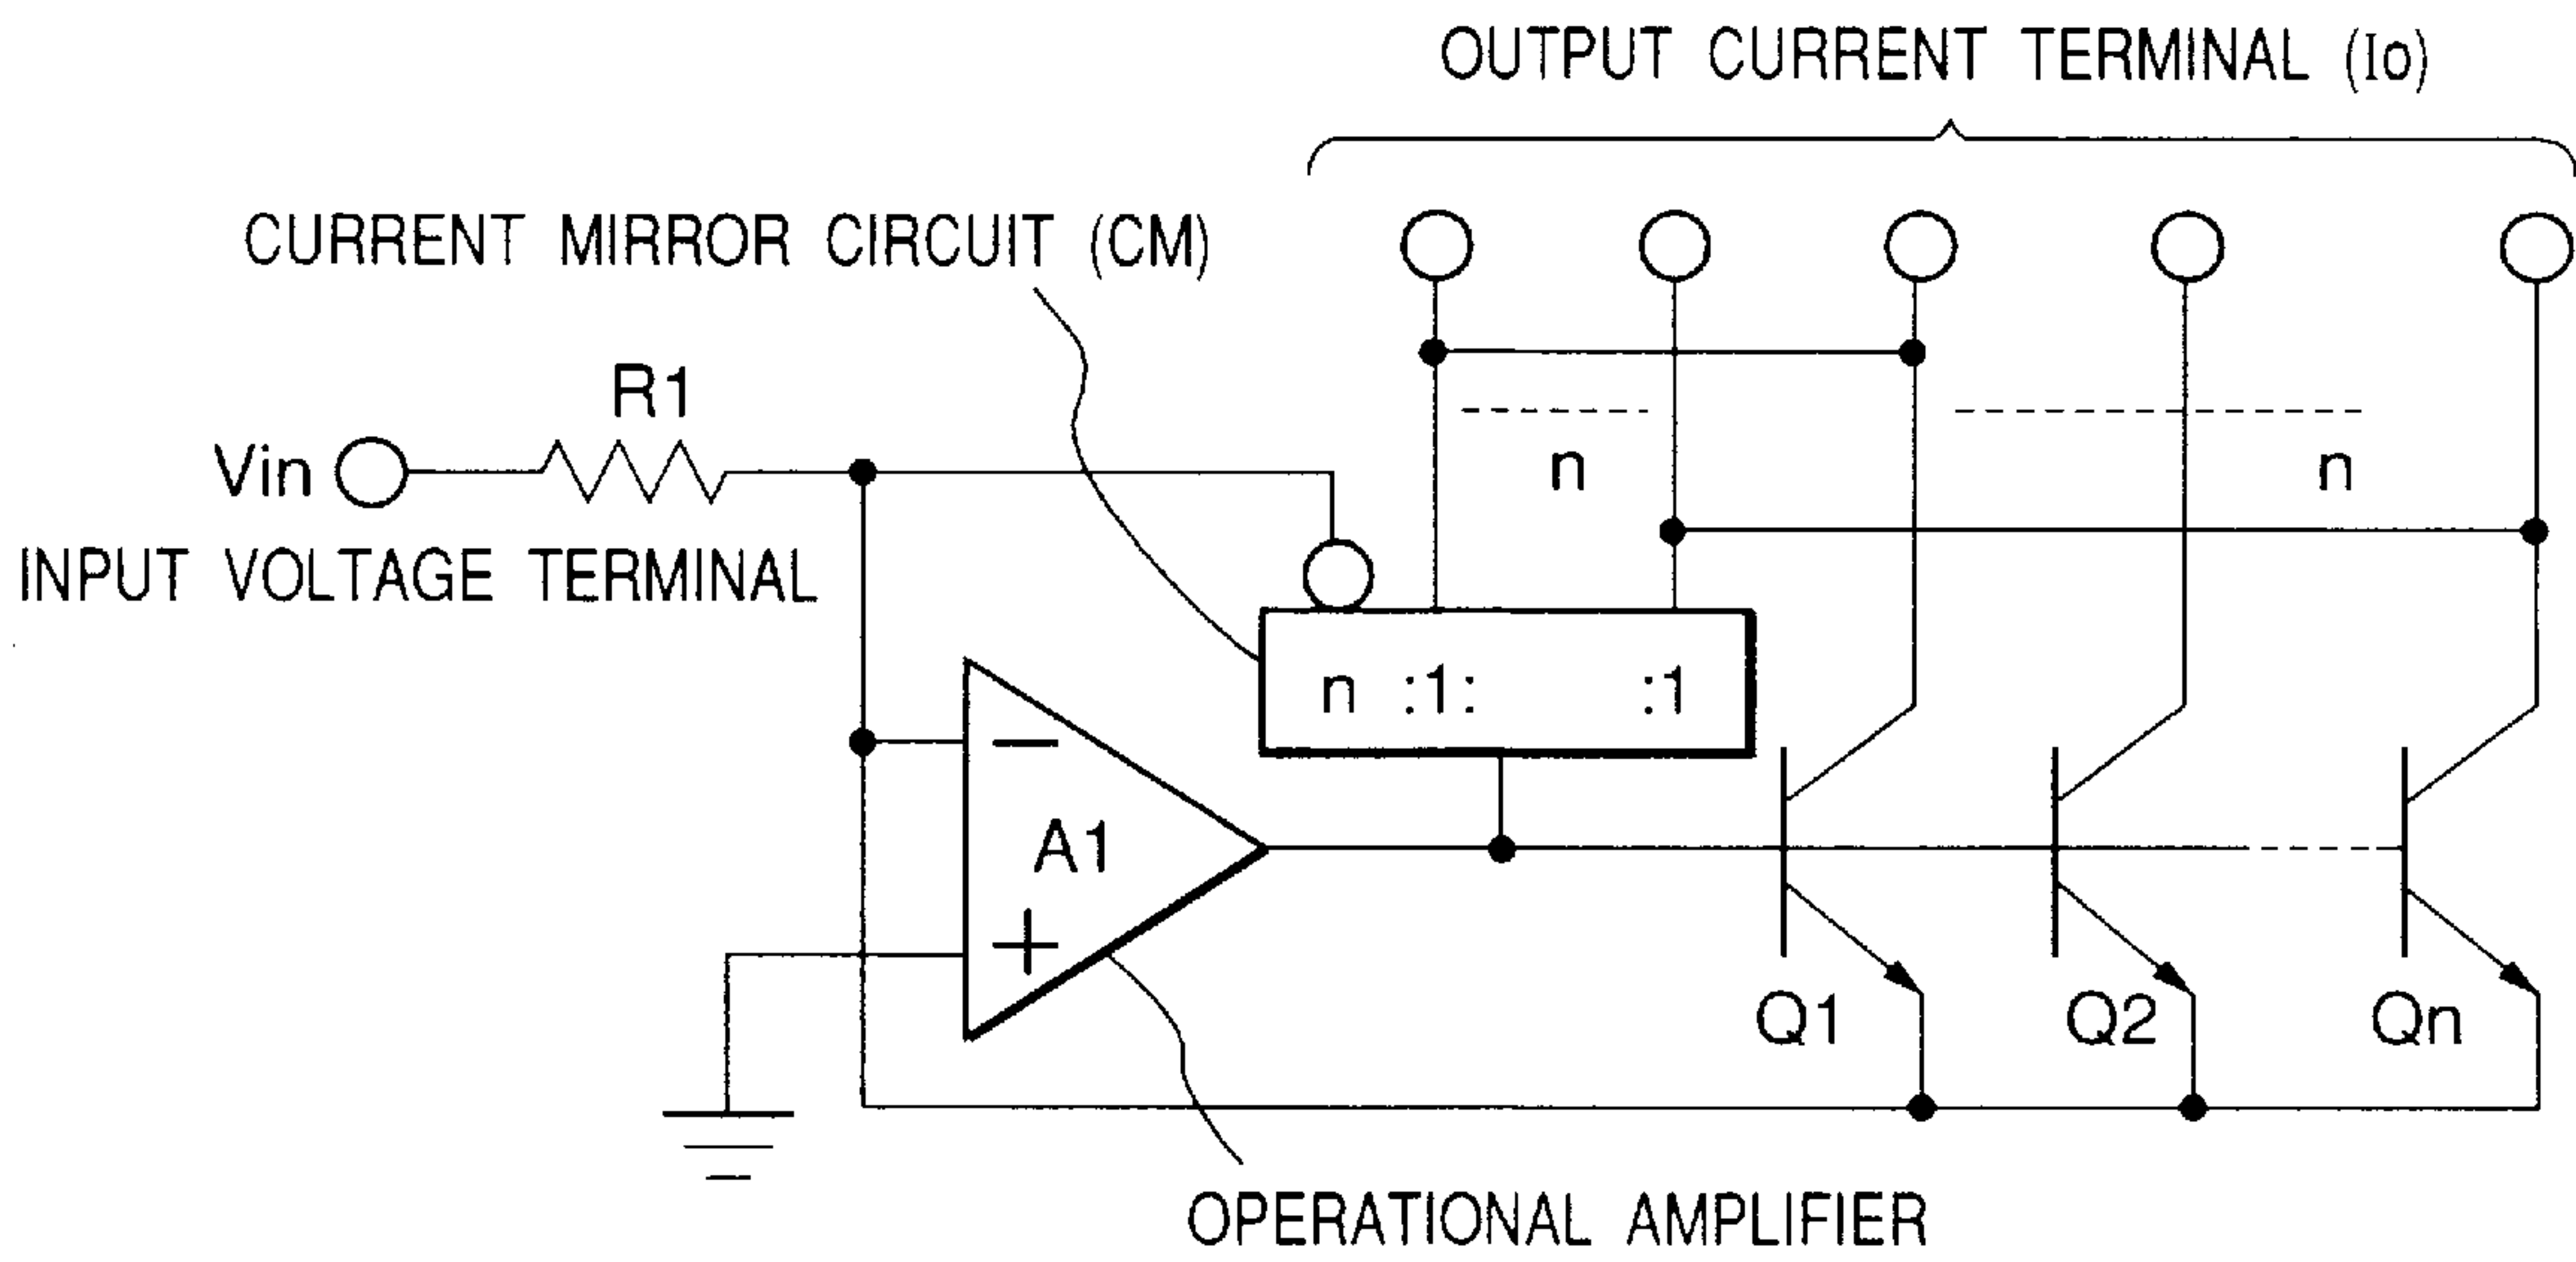 OUTPUT CURRENT TERMINAL (Io)
CURRENT MIRROR CIRCUIT (CM)
R1
Vin
n
n
INPUT VOLTAGE TERMINAL
n :1: :1
−
A1
+
Q1
Q2
Qn
OPERATIONAL AMPLIFIER